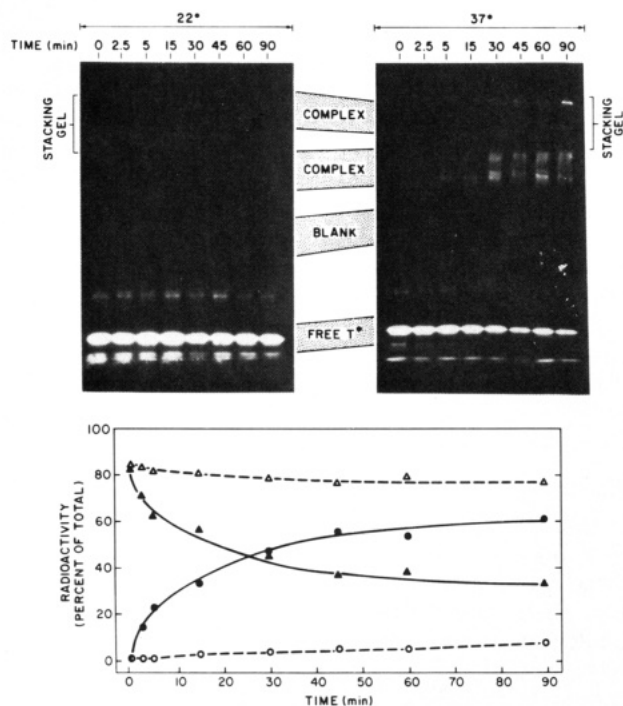 22°
37°
TIME (min) 0 2.5 5 15 30 45 60 90
0 2.5 5 15 30 45 60 90
STACKING GEL
COMPLEX
STACKING GEL
COMPLEX
BLANK
FREE T*
RADIOACTIVITY
(PERCENT OF TOTAL)
100
80
60
40
20
0
0 10 20 30 40 50 60 70 80 90
TIME (min)